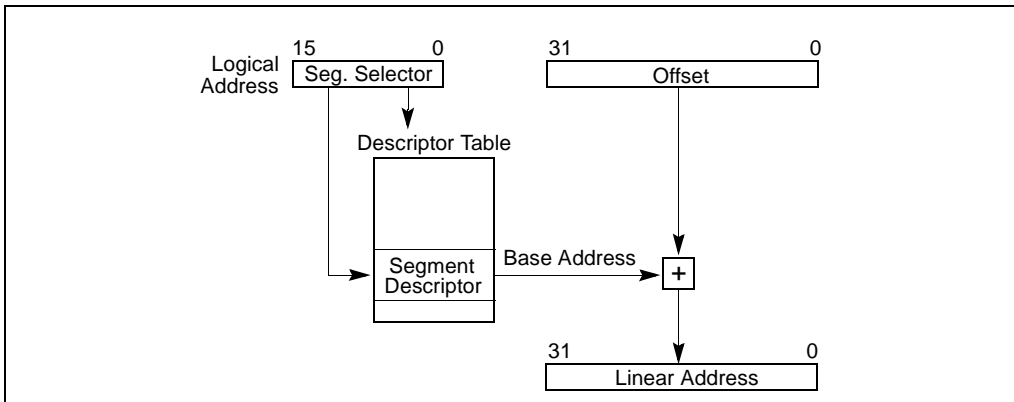 15 0
31 0
Logical
Address
Seg. Selector
Offset
Descriptor Table
Segment
Descriptor
Base Address
+
31 0
Linear Address